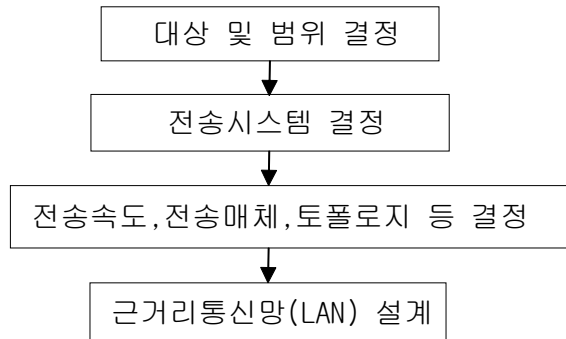 대상 및 범위 결정
전송시스템 결정
전송속도,전송매체,토폴로지 등 결정
근거리통신망(LAN) 설계